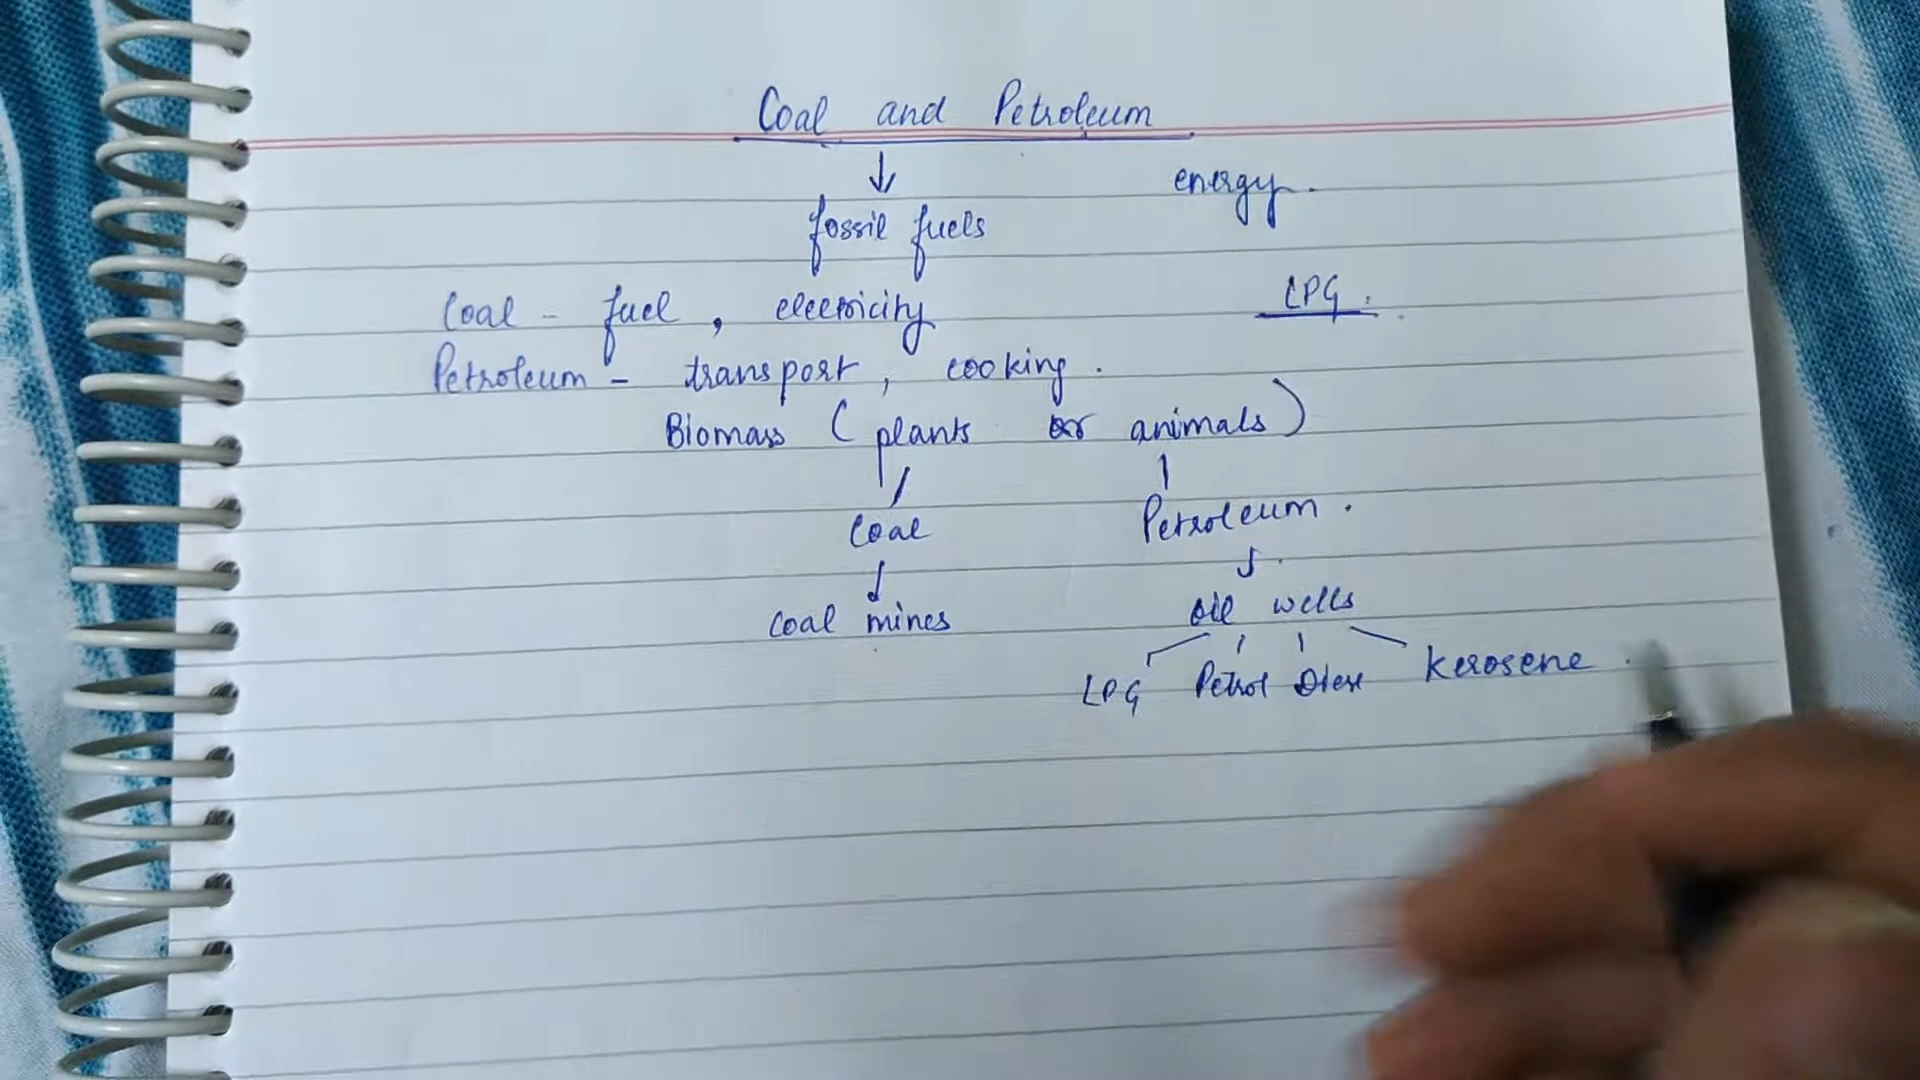 Coal and Petroleum
energy.
fossil fuels
LPG.
Coal - fuel, electricity
Petroleum - transport, cooking.
Biomass (plants or animals)
Coal Petroleum.
Coal mines oil wells
LPG Petrol Kerosene